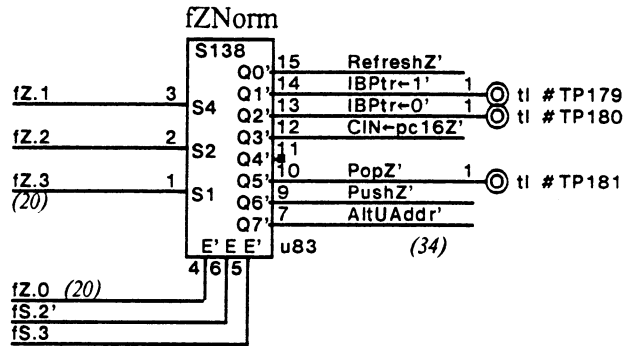 fZNorm
S138
Q0' 15 RefreshZ'
Q1' 14 IBPtr←1' 1 tl #TP179
fZ.1 3 S4
Q2' 13 IBPtr←0' 1 tl #TP180
Q3' 12 CIN←pc16Z'
fZ.2 2 S2
Q4' 11
Q5' 10 PopZ' 1 tl #TP181
fZ.3 1 S1
(20)
Q6' 9 PushZ'
Q7' 7 AltUAddr'
E' E E' u83 (34)
4 6 5
fZ.0 (20)
fS.2'
fS.3